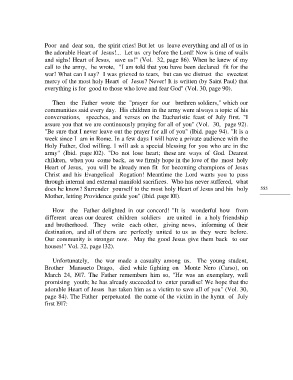 Poor and dear son, the spirit cries! But let us leave everything and all of us in
the adorable Heart of Jesus!... Let us cry before the Lord! Now is time of wails
and sighs! Heart of Jesus, save us!" (Vol. 32, page 86). When he knew of my
call to the army, he wrote, "I am told that you have been declared fit for the
war? What can I say? I was grieved to tears, but can we distrust the sweetest
mercy of the most holy Heart of Jesus? Never! It is written (by Saint Paul) that
everything is for good to those who love and fear God" (Vol. 30, page 90).
Then the Father wrote the "prayer for our brethren soldiers," which our
communities said every day. His children in the army were always a topic of his
conversations, speeches, and verses on the Eucharistic feast of July first, "I
assure you that we are continuously praying for all of you" (Vol. 30, page 92).
"Be sure that I never leave out the prayer for all of you" (Ibid. page 94). "It is a
week since I am in Rome. In a few days I will have a private audience with the
Holy Father, God willing. I will ask a special blessing for you who are in the
army" (Ibid. page102). "Do not lose heart; these are ways of God. Dearest
children, when you come back, as we firmly hope in the love of the most holy
Heart of Jesus, you will be already men fit for becoming champions of Jesus
Christ and his Evangelical Rogation! Meantime the Lord wants you to pass
through internal and external manifold sacrifices. Who has never suffered, what
does he know? Surrender yourself to the most holy Heart of Jesus and his holy
Mother, letting Providence guide you" (Ibid. page 88).
555
How the Father delighted in our concord! "It is wonderful how from
different areas our dearest children soldiers are united in a holy friendship
and brotherhood. They write each other, giving news, informing of their
destination, and all of them are perfectly united to us as they were before.
Our community is stronger now. May the good Jesus give them back to our
houses!" Vol. 32, page 132).
Unfortunately, the war made a casualty among us. The young student,
Brother Mansueto Drago, died while fighting on Monte Nero (Carso), on
March 24, 1917. The Father remembers him so, "He was an exemplary, well
promising youth; he has already succeeded to enter paradise! We hope that the
adorable Heart of Jesus has taken him as a victim to save all of you" (Vol. 30,
page 84). The Father perpetuated the name of the victim in the hymn of July
first 1917: